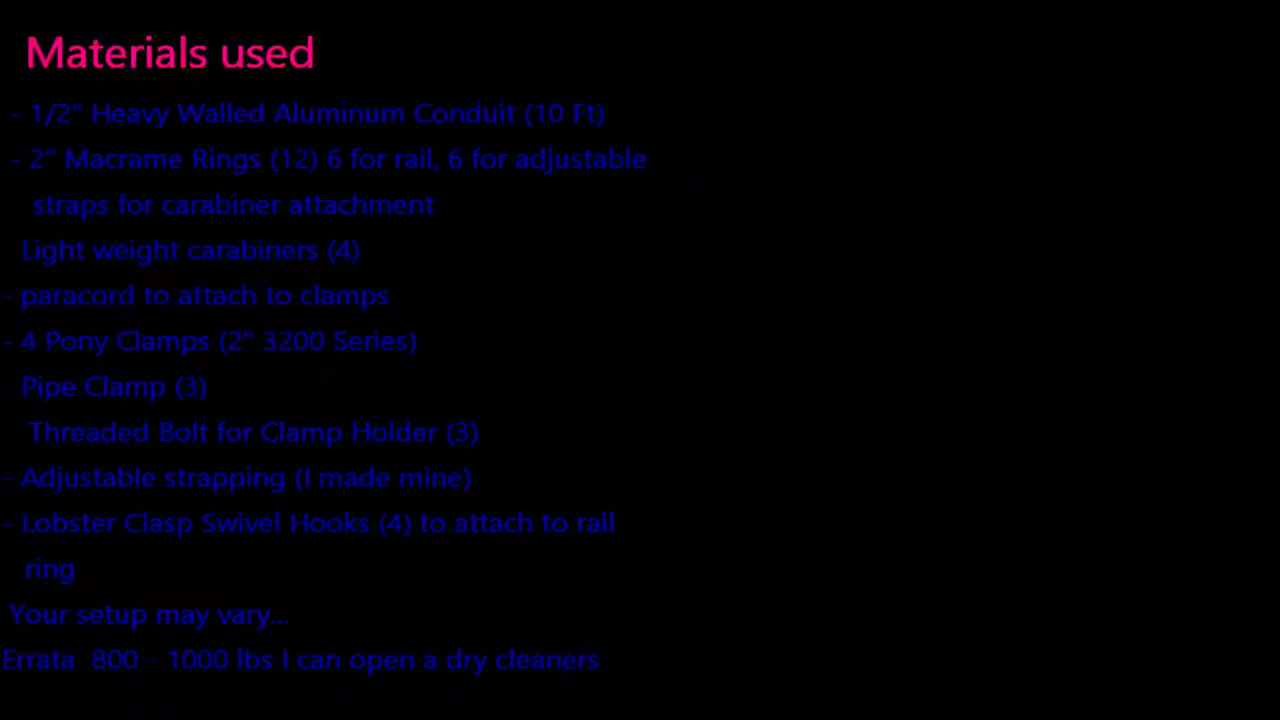 Materials used
- 1/2" Heavy Walled Aluminum Conduit (10 Ft)
- 2" Macrame Rings (12) 6 for rail, 6 for adjustable
straps for carabiner attachment
Light weight carabiners (4)
- paracord to attach to clamps
- 4 Pony Clamps (2" 3200 Series)
- Pipe Clamp (3)
Threaded Bolt for Clamp Holder (3)
- Adjustable strapping (I made mine)
- Lobster Clasp Swivel Hooks (4) to attach to rail
ring
Your setup may vary...
Errata 800 - 1000 lbs I can open a dry cleaners